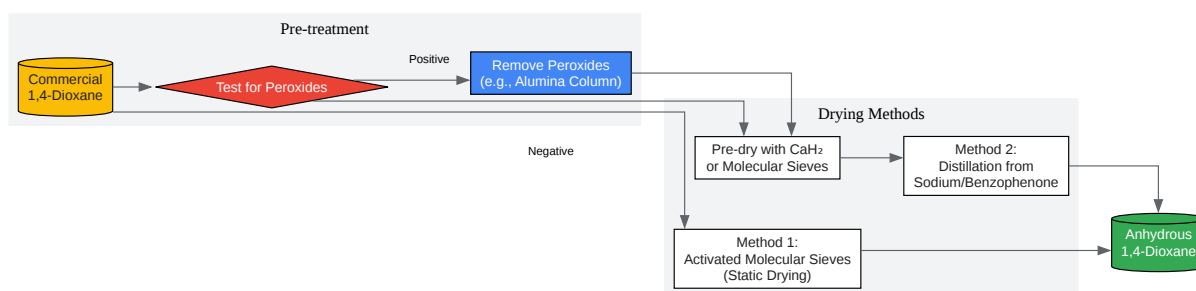 Pre-treatment
Commercial
1,4-Dioxane
Test for Peroxides
Positive
Remove Peroxides
(e.g., Alumina Column)
Negative
Drying Methods
Pre-dry with CaH₂
or Molecular Sieves
Method 2:
Distillation from
Sodium/Benzophenone
Method 1:
Activated Molecular Sieves
(Static Drying)
Anhydrous
1,4-Dioxane